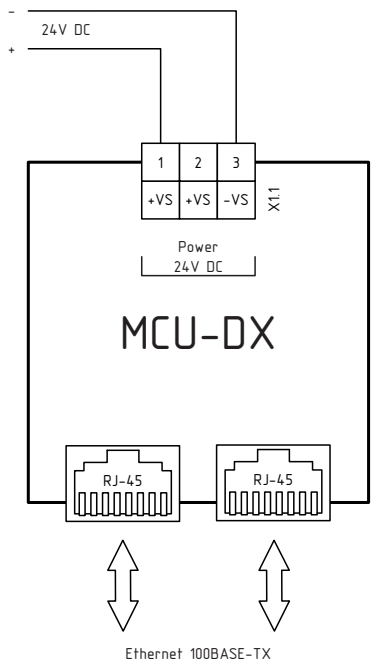 -
24V DC
+
1 2 3
+VS +VS -VS
X1.1
Power
24V DC
MCU-DX
RJ-45 RJ-45
Ethernet 100BASE-TX